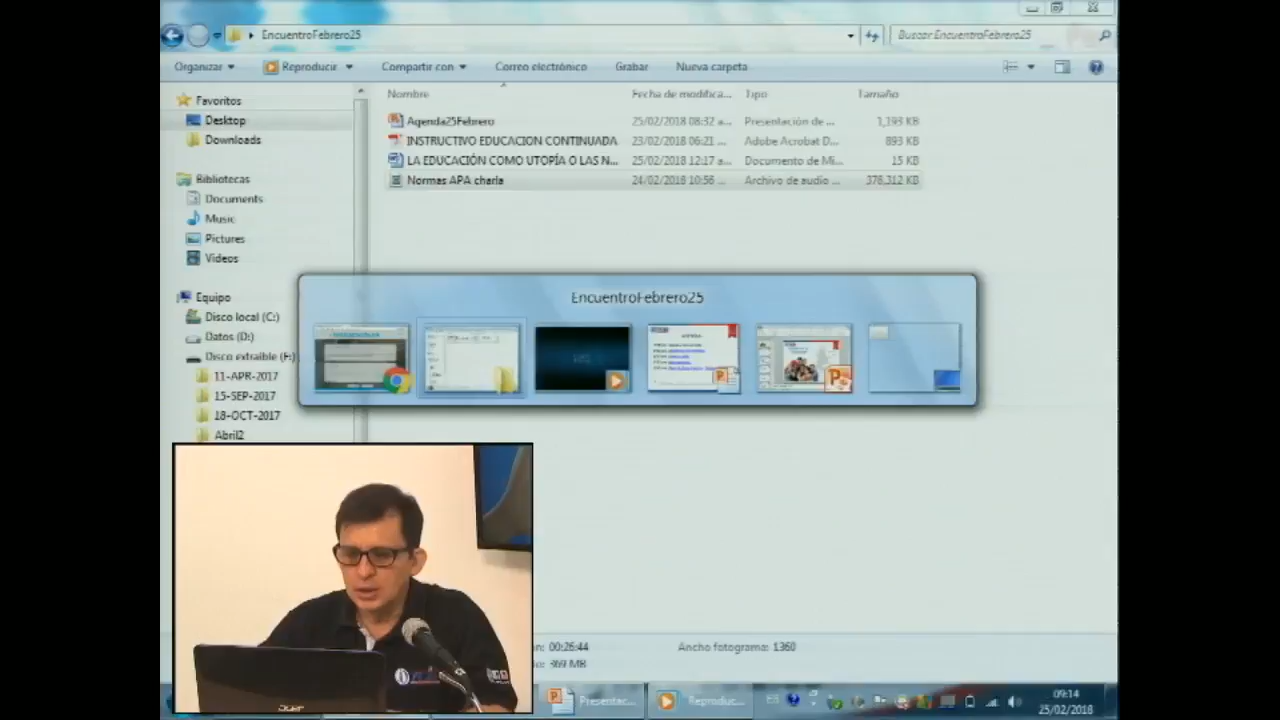 EncuentroFebrero25
Buscar EncuentroFebrero25
Organizar
Reproducir
Compartir con
Correo electrónico
Grabar
Nueva carpeta
Nombre
Fecha de modifica...
Tipo
Tamaño
Favoritos
Desktop
Downloads
Bibliotecas
Documents
Music
Pictures
Videos
Equipo
Disco local (C:)
Datos (D:)
Disco extraible (F:)
11-APR-2017
15-SEP-2017
18-OCT-2017
Abril2
Agenda25Febrero 25/02/2018 08:32 a... Presentación de ... 1,193 KB
INSTRUCTIVO EDUCACION CONTINUADA 23/02/2018 06:21 ... Adobe Acrobat D... 893 KB
LA EDUCACIÓN COMO UTOPÍA O LAS N... 25/02/2018 12:17 a... Documento de Mi... 15 KB
Normas APA charla 24/02/2018 10:56 ... Archivo de audio ... 378,312 KB
EncuentroFebrero25
00:26:44
Ancho fotograma: 1360
369 MB
acer
Presentac...
Reproduc...
09:14
25/02/2018